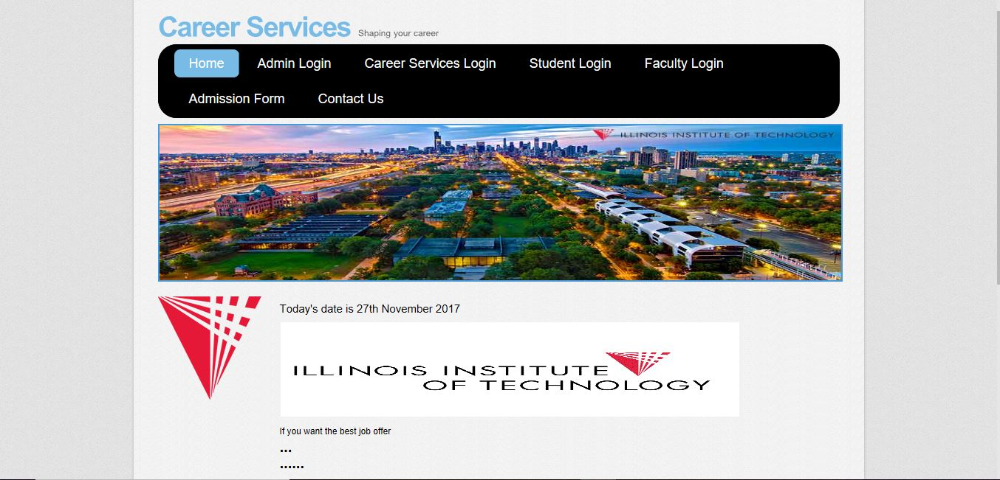 Career Services Shaping your career
Home Admin Login Career Services Login Student Login Faculty Login
Admission Form Contact Us
ILLINOIS INSTITUTE OF TECHNOLOGY
Today's date is 27th November 2017
ILLINOIS INSTITUTE
OF TECHNOLOGY
If you want the best job offer
...
......